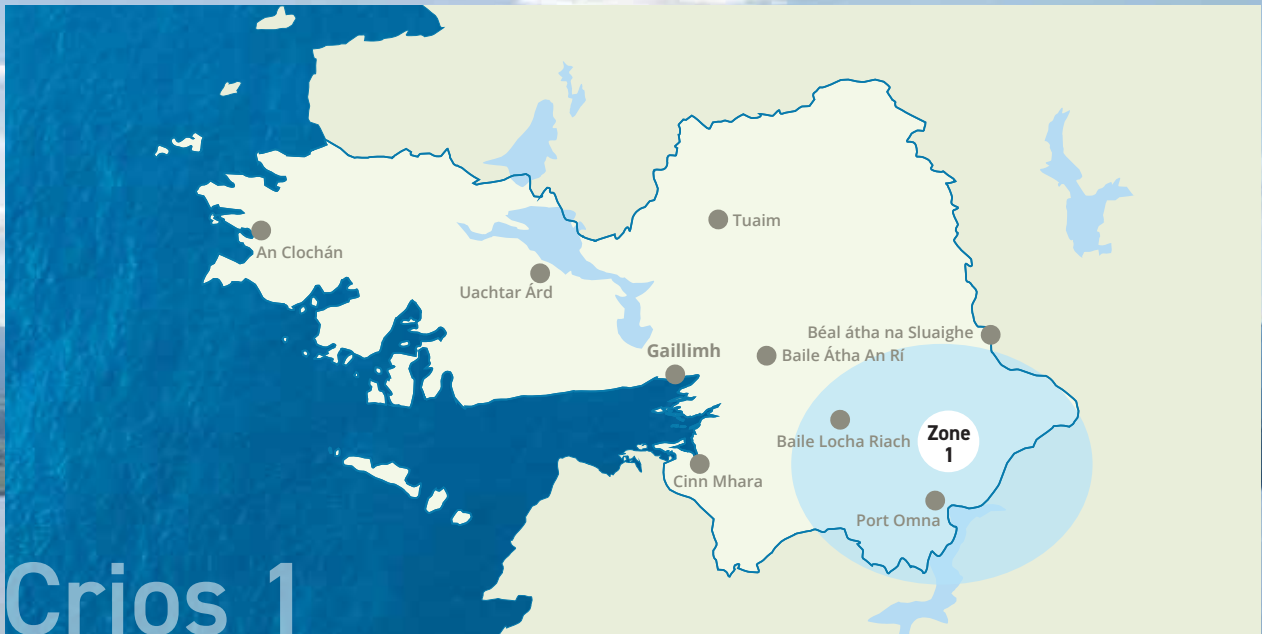 Tuaim
An Clochán
Uachtar Árd
Béal átha na Sluaighe
Gaillimh
Baile Átha An Rí
Baile Locha Riach
Zone
1
Cinn Mhara
Port Omna
Crios 1